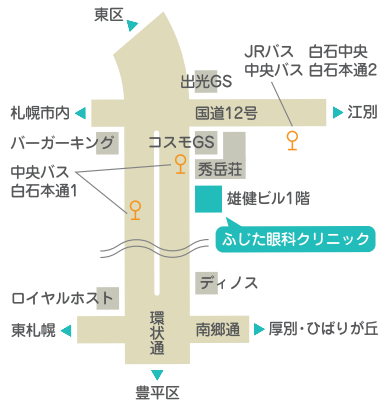 東区
JRバス 白石中央
中央バス 白石本通2
出光GS
札幌市内
国道12号
江別
バーガーキング
コスモGS
中央バス
白石本通1
秀岳荘
雄健ビル1階
ふじた眼科クリニック
ディノス
ロイヤルホスト
環状通
東札幌
南郷通
厚別・ひばりが丘
豊平区